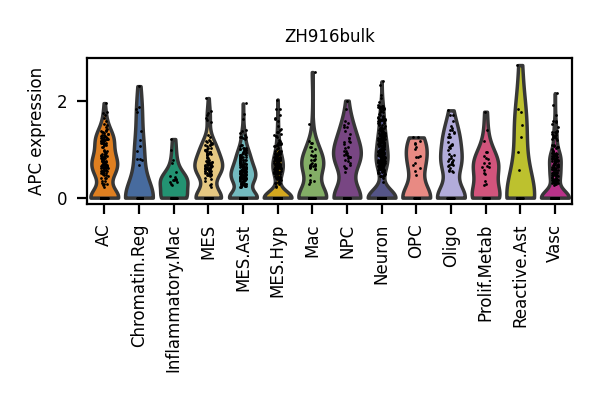 ZH916bulk
APC expression
2
0
AC
Chromatin.Reg
Inflammatory.Mac
MES
MES.Ast
MES.Hyp
Mac
NPC
Neuron
OPC
Oligo
Prolif.Metab
Reactive.Ast
Vasc